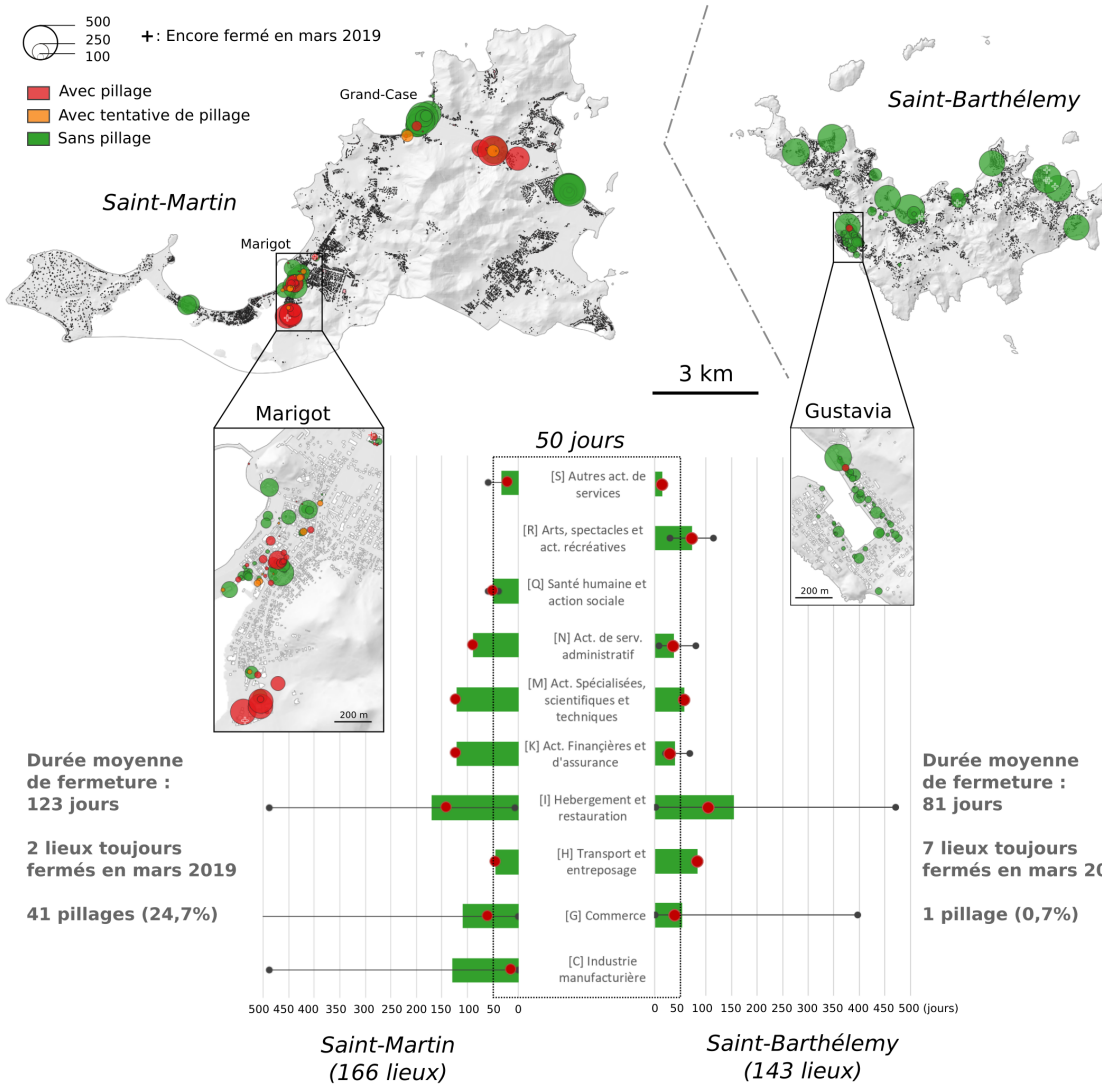 500
250
100
+: Encore fermé en mars 2019
Avec pillage
Avec tentative de pillage
Sans pillage
Grand-Case
Saint-Martin
Marigot
Saint-Barthélemy
3 km
Marigot
200 m
Gustavia
200 m
50 jours
[S] Autres act. de
services
[R] Arts, spectacles et
act. récréatives
[Q] Santé humaine et
action sociale
[N] Act. de serv.
administratif
[M] Act. Spécialisées,
scientifiques et
techniques
[K] Act. Financières et
d'assurance
[I] Hebergement et
restauration
[H] Transport et
entreposage
[G] Commerce
[C] Industrie
manufacturière
Durée moyenne
de fermeture :
123 jours
2 lieux toujours
fermés en mars 2019
41 pillages (24,7%)
Durée moyenne
de fermeture :
81 jours
7 lieux toujours
fermés en mars 20
1 pillage (0,7%)
500 450 400 350 300 250 200 150 100 50 0
0 50 100 150 200 250 300 350 400 450 500 (jours)
Saint-Martin
(166 lieux)
Saint-Barthélemy
(143 lieux)